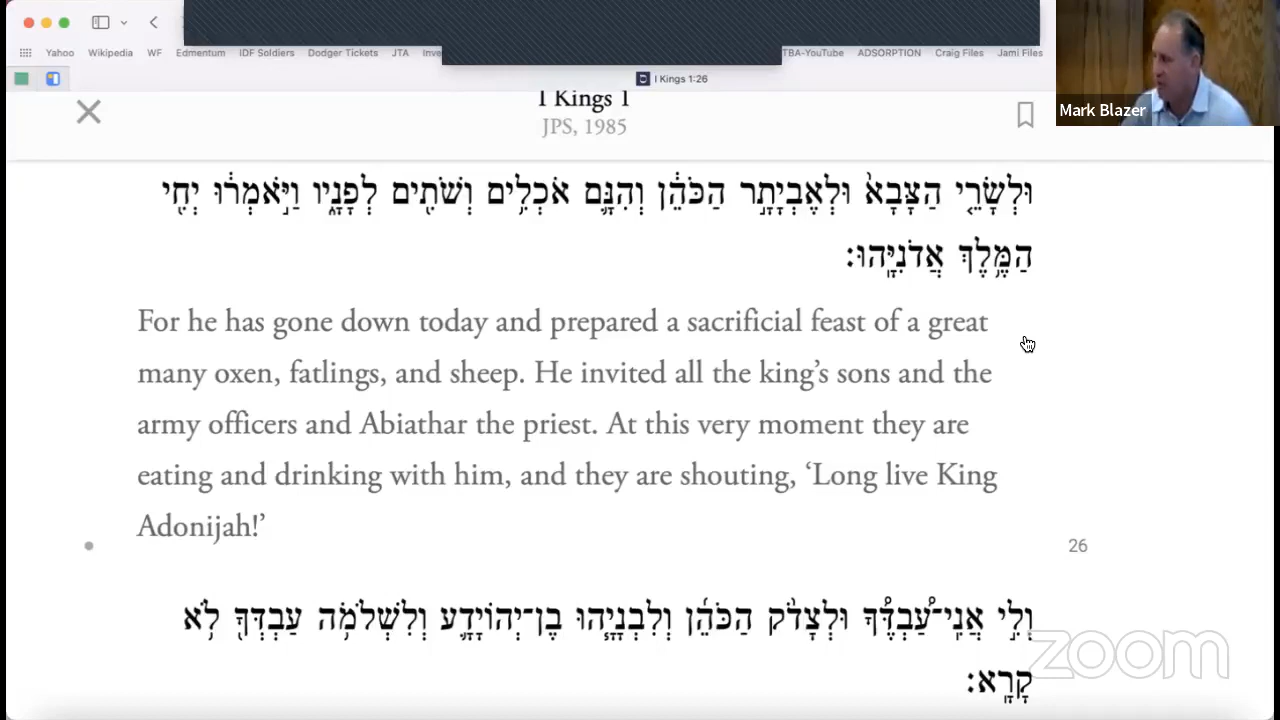 Yahoo Wikipedia WF Edmentum IDF Soldiers Dodger Tickets JTA Inve TBA-YouTube ADSORPTION Craig Files Jami Files
I Kings 1:26
Mark Blazer
I Kings 1
JPS, 1985
וּלְשָׂרֵ֤י הַצָּבָא֙ וּלְאֶבְיָתָ֣ר הַכֹּהֵ֔ן וְהִנָּ֛ם אֹכְלִ֥ים וְשֹׁתִ֖ים לְפָנָ֑יו וַיֹּ֣אמְר֔וּ יְחִ֖י
הַמֶּ֥לֶךְ אֲדֹנִיָּֽהוּ׃
For he has gone down today and prepared a sacrificial feast of a great
many oxen, fatlings, and sheep. He invited all the king’s sons and the
army officers and Abiathar the priest. At this very moment they are
eating and drinking with him, and they are shouting, ‘Long live King
Adonijah!’
26
וְלִ֣י אֲנִֽי־עַ֠בְדֶּ֠ךָ וּלְצָדֹ֨ק הַכֹּהֵ֜ן וְלִבְנָיָ֧הוּ בֶן־יְהוֹיָדָ֛ע וְלִשְׁלֹמֹ֥ה עַבְדְּךָ֖ לֹ֥א
קָרָֽא׃
zoom